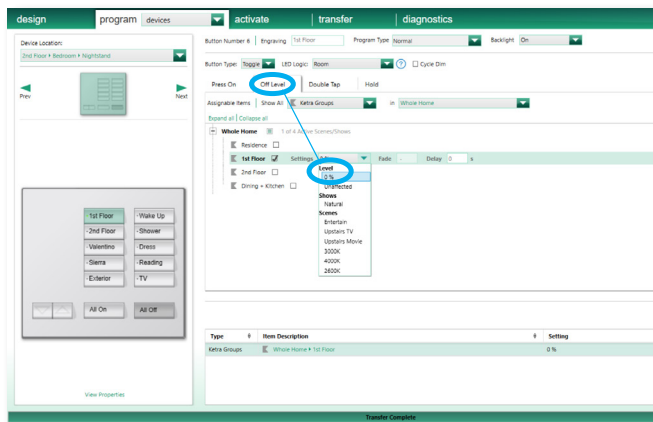 design program devices activate transfer diagnostics
Device Location:
2nd Floor Bedroom Nightstand
Prev Next
1st Floor - Wake Up
- 2nd Floor - Shower
- Valentino - Dress
- Sierra - Reading
- Exterior - TV
All On All Off
View Properties
Button Number 6 Engraving 1st Floor Program Type Normal Backlight On
Button Type: Toggle LED Logic: Room ? Cycle Dim
Press On Off Level Double Tap Hold
Assignable Items Show All Ketra Groups in Whole Home
Expand all | Collapse all
Whole Home 1 of 4 Active Scenes/Shows
Residence
1st Floor Settings Fade - Delay 0 s
2nd Floor
Dining + Kitchen
Level
0 %
Unaffected
Shows
Natural
Scenes
Entertain
Upstairs TV
Upstairs Movie
3000K
4000K
2600K
Type Item Description Setting
Ketra Groups Whole Home 1st Floor 0 %
Transfer Complete